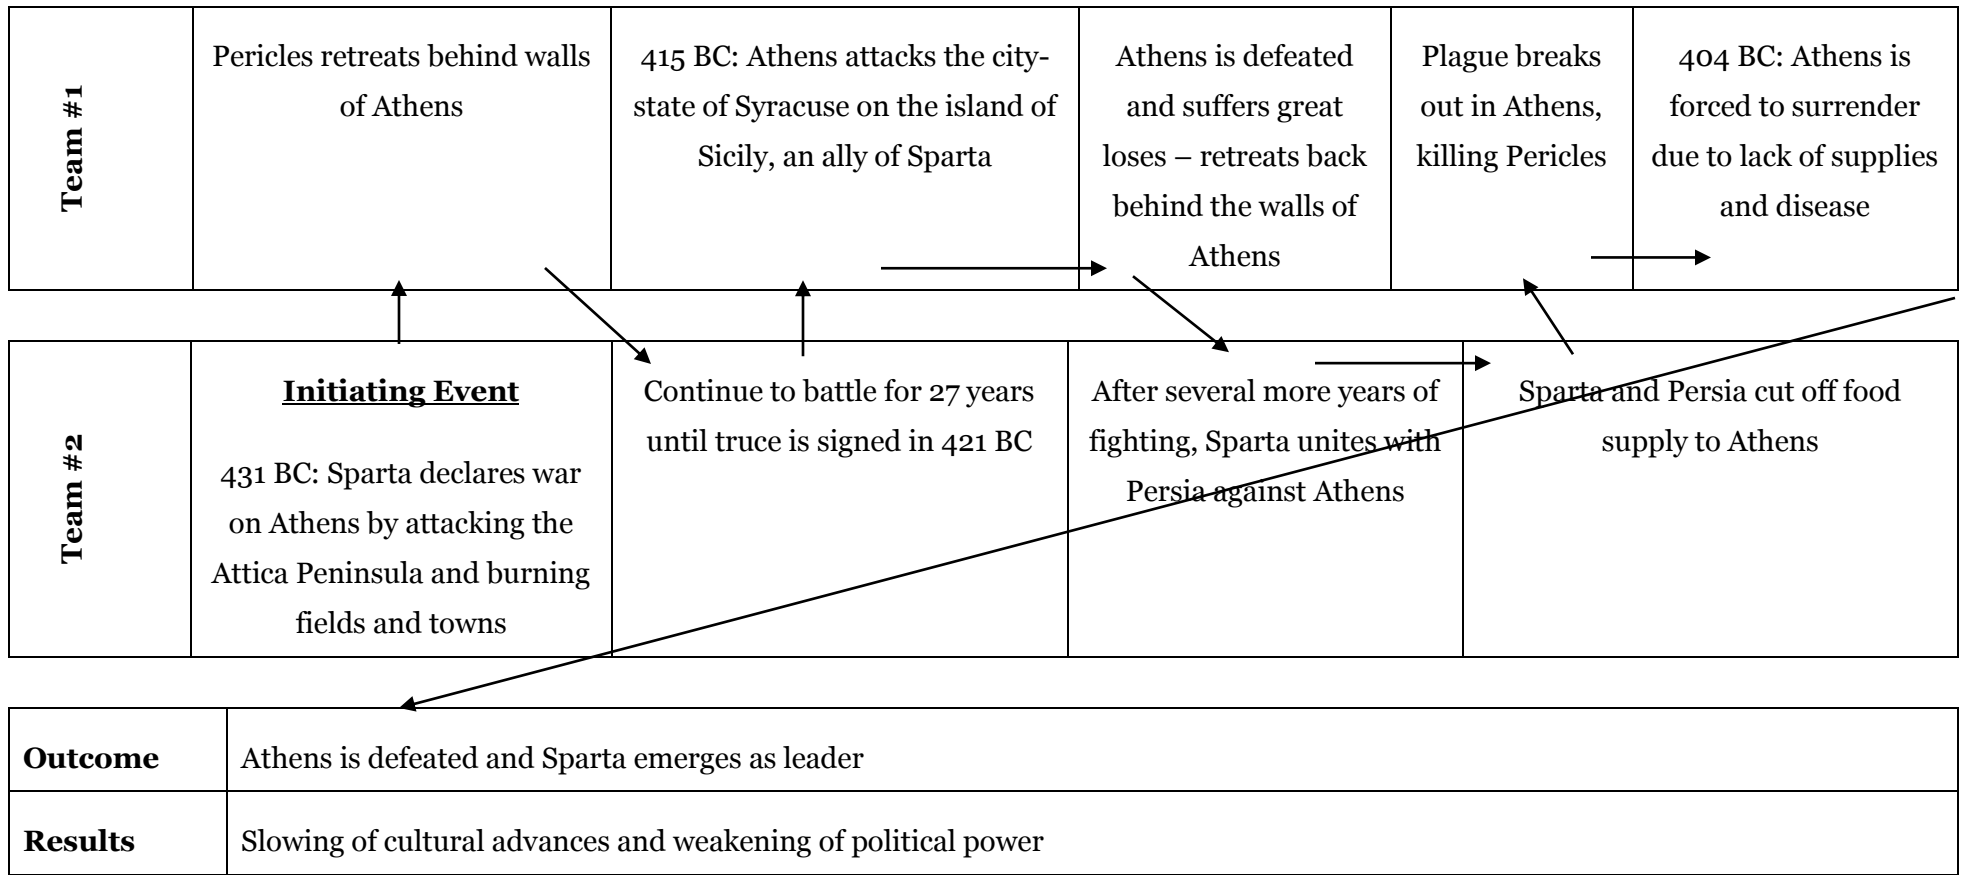 Team #1
Pericles retreats behind walls
of Athens
415 BC: Athens attacks the city-
state of Syracuse on the island of
Sicily, an ally of Sparta
Athens is defeated
and suffers great
loses – retreats back
behind the walls of
Athens
Plague breaks
out in Athens,
killing Pericles
404 BC: Athens is
forced to surrender
due to lack of supplies
and disease
Team #2
Initiating Event
431 BC: Sparta declares war
on Athens by attacking the
Attica Peninsula and burning
fields and towns
Continue to battle for 27 years
until truce is signed in 421 BC
After several more years of
fighting, Sparta unites with
Persia against Athens
Sparta and Persia cut off food
supply to Athens
Outcome
Athens is defeated and Sparta emerges as leader
Results
Slowing of cultural advances and weakening of political power